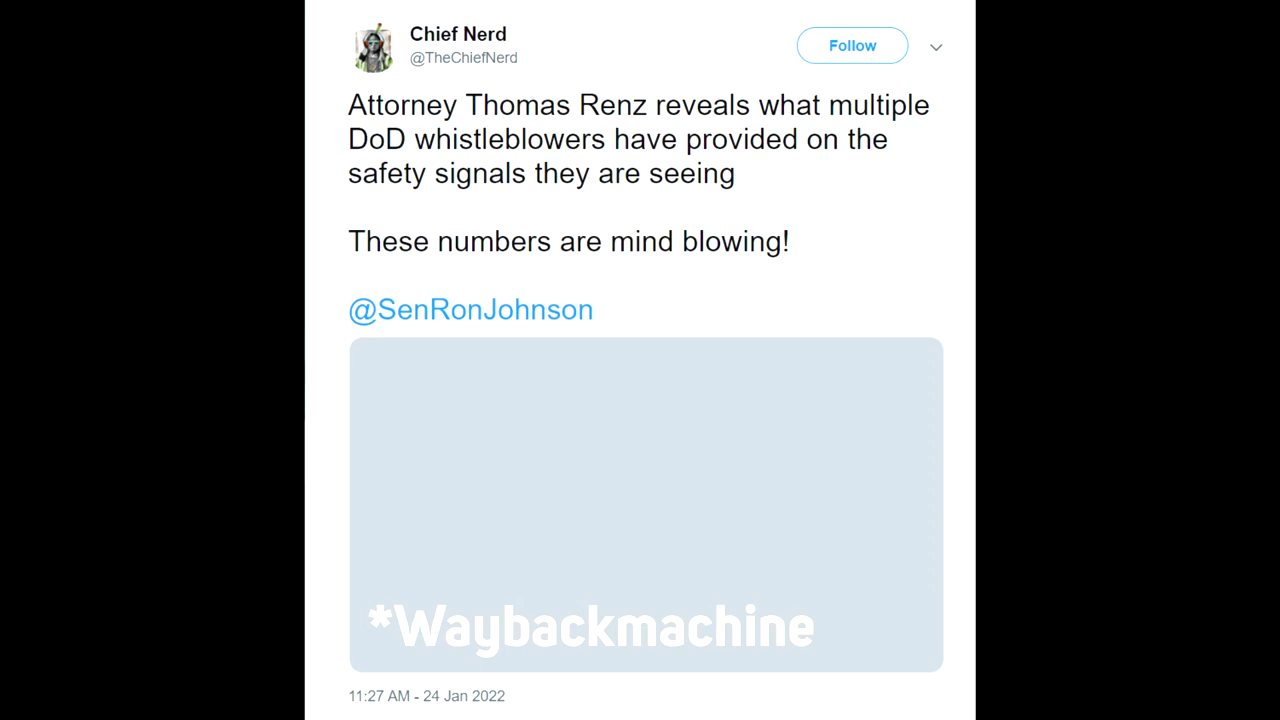 Chief Nerd
@TheChiefNerd
Follow
Attorney Thomas Renz reveals what multiple
DoD whistleblowers have provided on the
safety signals they are seeing
These numbers are mind blowing!
@SenRonJohnson
*Waybackmachine
11:27 AM - 24 Jan 2022